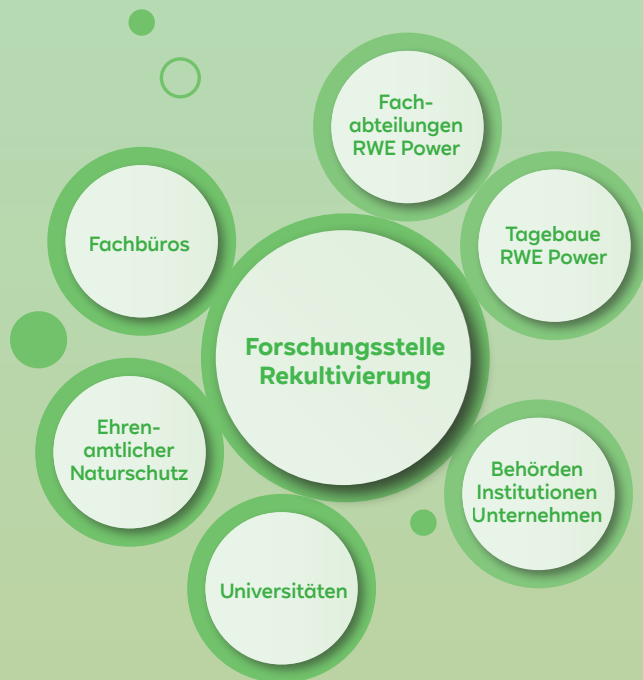 Fach-
abteilungen
RWE Power
Tagebaue
RWE Power
Fachbüros
Forschungsstelle
Rekultivierung
Ehren-
amtlicher
Naturschutz
Behörden
Institutionen
Unternehmen
Universitäten